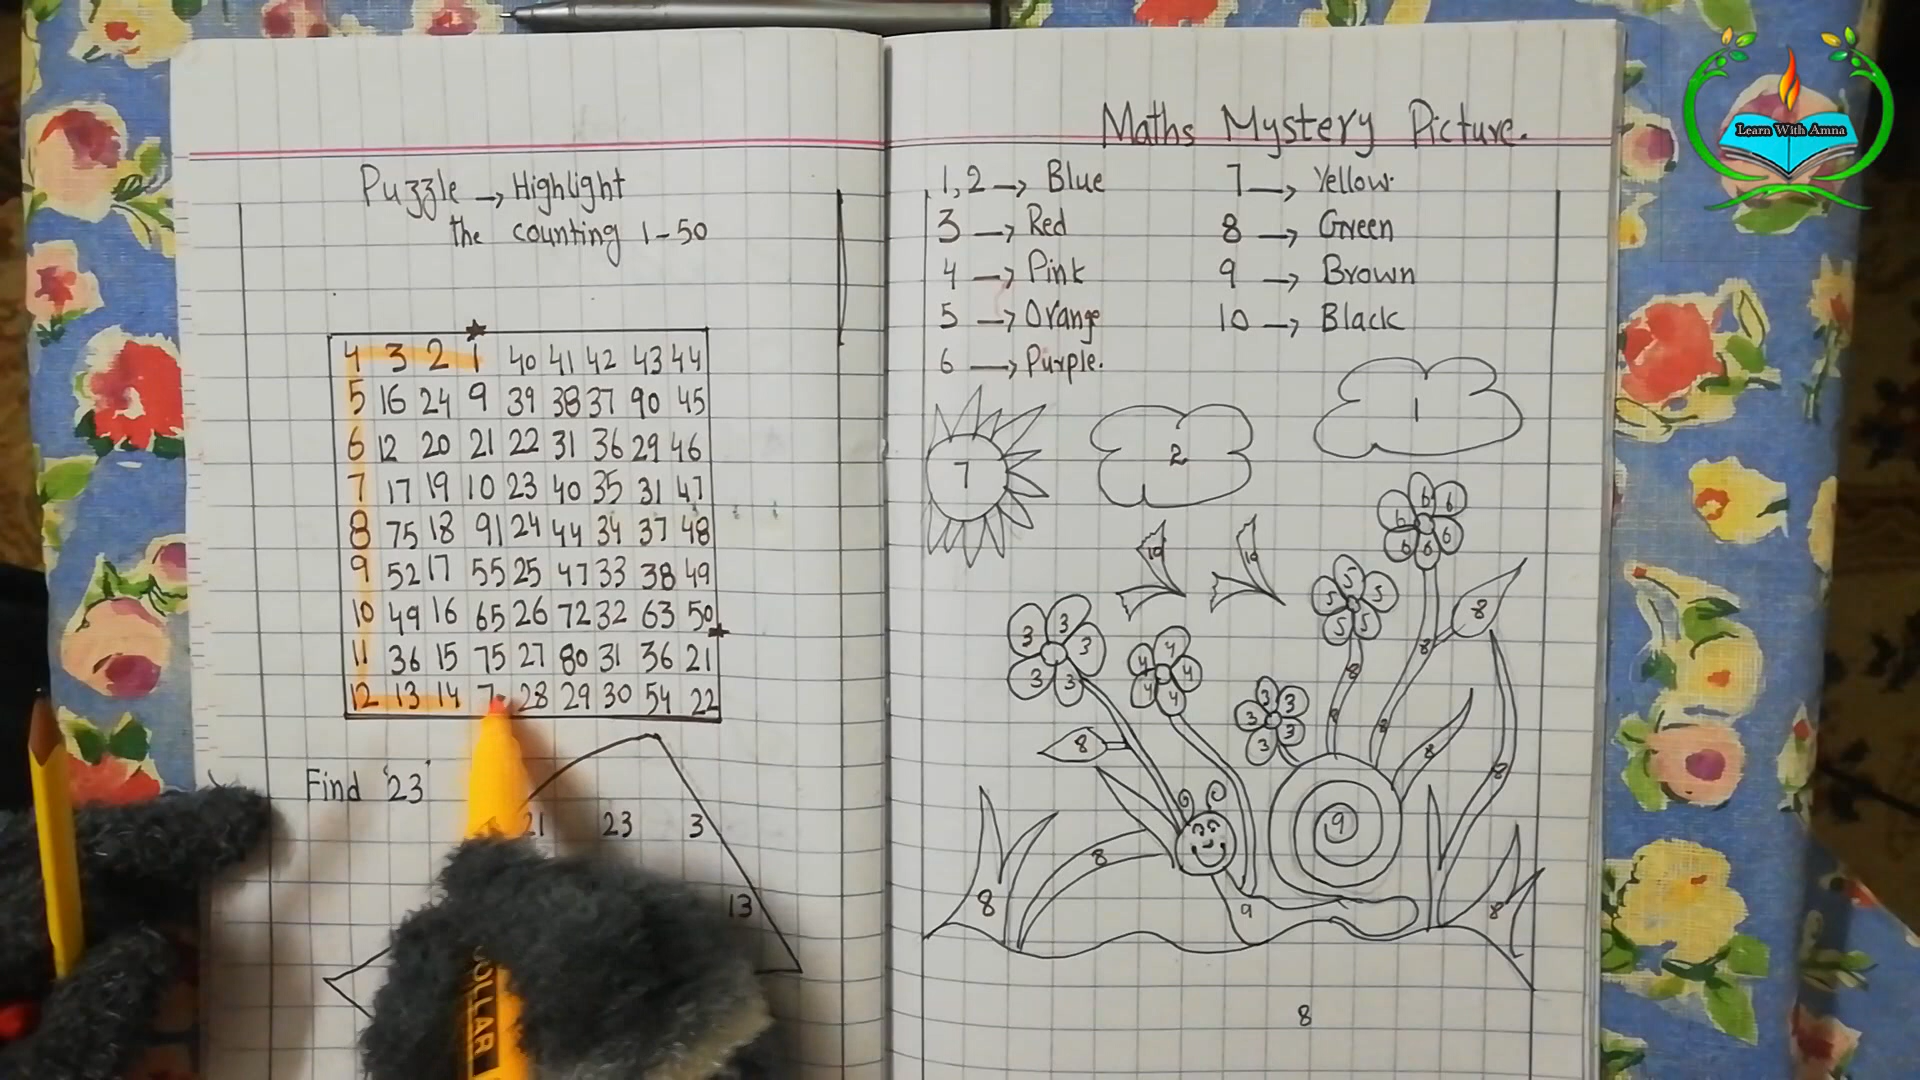 Puzzle → Highlight
the counting 1-50
4 3 2 1 40 41 42 43 44
5 16 24 9 39 38 37 90 45
6 12 20 21 22 31 36 29 46
7 17 19 10 23 40 35 31 47
8 75 18 91 24 44 34 37 48
9 52 17 55 25 47 33 38 49
10 49 16 65 26 72 32 63 50
11 36 15 75 27 80 31 36 21
12 13 14 28 29 30 54 22
Find '23'
21 23 3
13
DOLLAR
Maths Mystery Picture.
1,2 → Blue 7 → Yellow.
3 → Red 8 → Green
4 → Pink 9 → Brown
5 → Orange 10 → Black
6 → Purple.
1
7 2
6 6 6 6 6 6
10 10
5 5 5 5 5
8
3 3 3 3 3
4 4 4 4 4
8 8
3 3 3 3 3
8 8 8 8
8
9
8
8 9 8
8
Learn With Amna